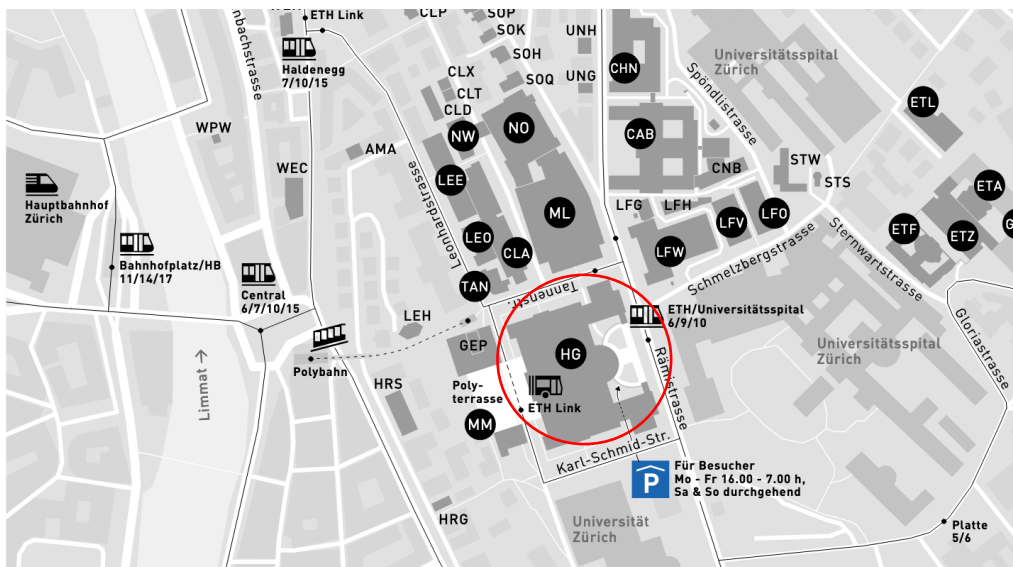 WEH
ETH Link
CLP
SOP
SOK
UNH
SOH
UNG
SOQ
CLX
CLT
CLD
Haldenegg
7/10/15
nbachstrasse
CHN
Universitätsspital
Zürich
Spöndlistrasse
ETL
WPW
AMA
NW
NO
CAB
CNB
STW
STS
WEC
LEE
Leonhardstrasse
ETA
Hauptbahnhof
Zürich
ML
LFG
LFH
LFV
LFO
ETF
ETZ
G
LEO
CLA
LFW
Sternwartstrasse
Schmelzbergstrasse
Bahnhofplatz/HB
11/14/17
Central
6/7/10/15
TAN
Tannenstr.
LEH
GEP
ETH/Universitätsspital
6/9/10
Gloriastrasse
Limmat →
Polybahn
HG
Rämistrasse
Universitätsspital
Zürich
HRS
Poly-
terrasse
ETH Link
MM
Karl-Schmid-Str.
P
Für Besucher
Mo - Fr 16.00 - 7.00 h,
Sa & So durchgehend
HRG
Universität
Zürich
Platte
5/6